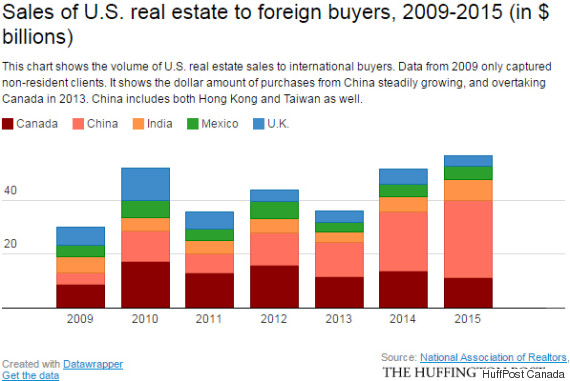 Sales of U.S. real estate to foreign buyers, 2009-2015 (in $
billions)
This chart shows the volume of U.S. real estate sales to international buyers. Data from 2009 only captured
non-resident clients. It shows the dollar amount of purchases from China steadily growing, and overtaking
Canada in 2013. China includes both Hong Kong and Taiwan as well.
Canada China India Mexico U.K.
40
20
2009 2010 2011 2012 2013 2014 2015
Created with Datawrapper
Get the data
Source: National Association of Realtors,
THE HUFFINGTON POST
HuffPost Canada